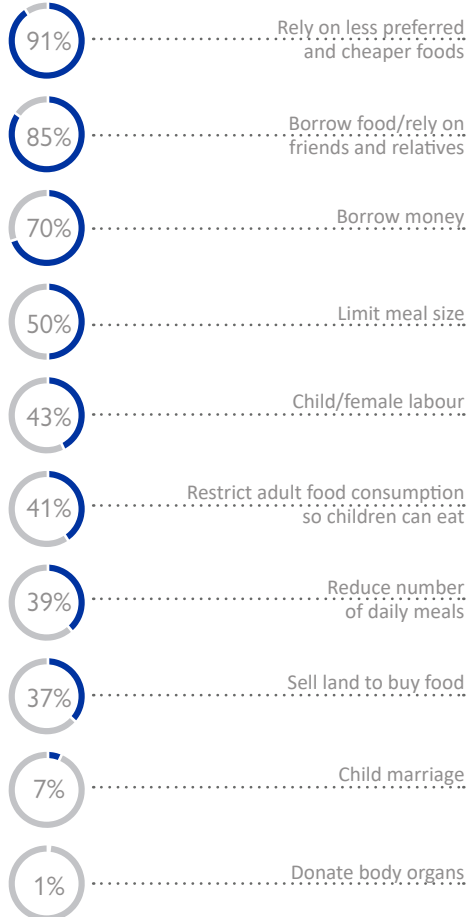 91%
Rely on less preferred
and cheaper foods
85%
Borrow food/rely on
friends and relatives
70%
Borrow money
50%
Limit meal size
43%
Child/female labour
41%
Restrict adult food consumption
so children can eat
39%
Reduce number
of daily meals
37%
Sell land to buy food
7%
Child marriage
1%
Donate body organs